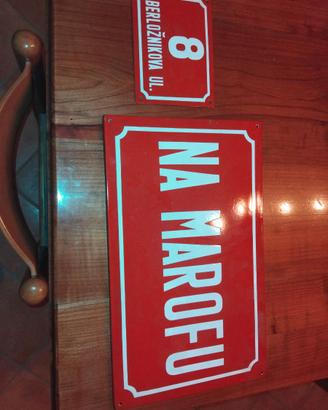 8
BERLOŽNIKOVA UL.
NA MAROFU